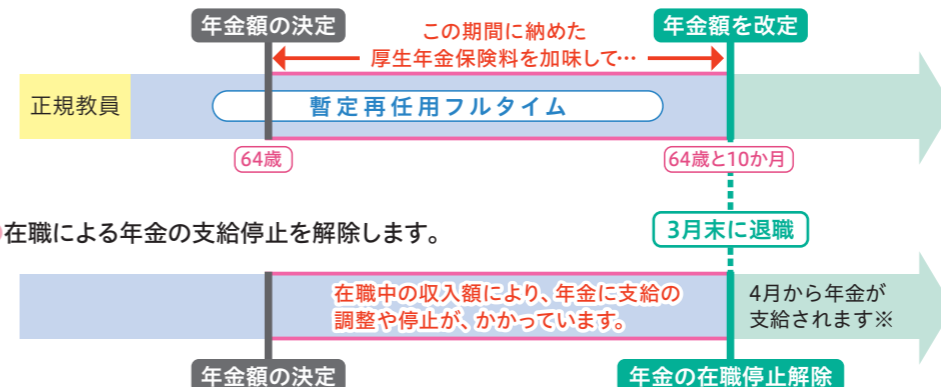 年金額の決定
この期間に納めた
厚生年金保険料を加味して…
年金額を改定
正規教員
暫定再任用フルタイム
64歳
64歳と10か月
在職による年金の支給停止を解除します。
3月末に退職
在職中の収入額により、年金に支給の
調整や停止が、かかっています。
4月から年金が
支給されます※
年金額の決定
年金の在職停止解除